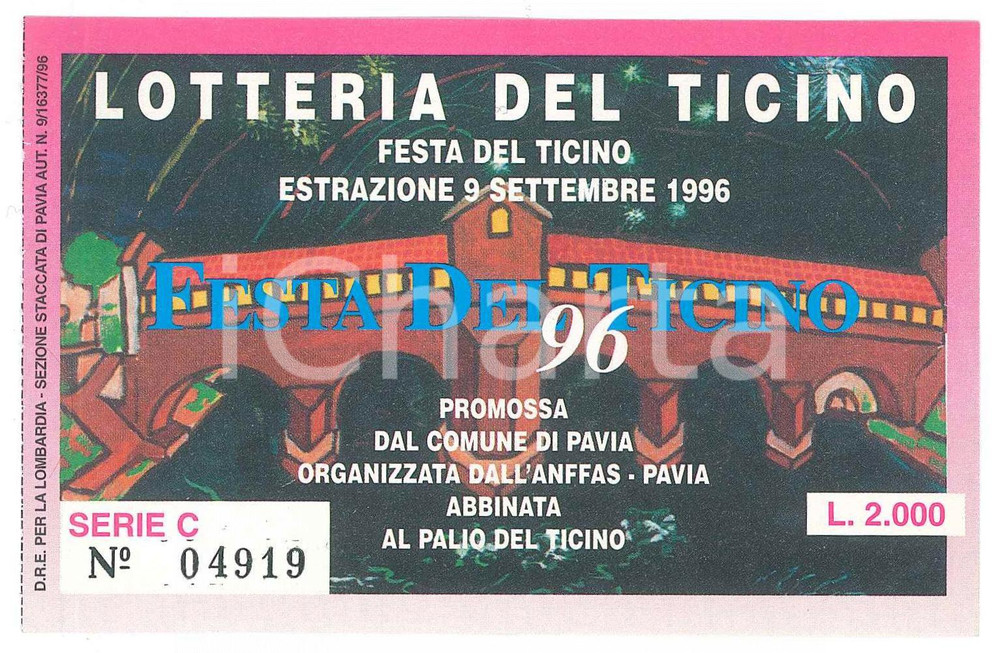 LOTTERIA DEL TICINO
FESTA DEL TICINO
ESTRAZIONE 9 SETTEMBRE 1996
FESTA DEL TICINO
96
iCharta
PROMOSSA
DAL COMUNE DI PAVIA
ORGANIZZATA DALL'ANFFAS - PAVIA
ABBINATA
AL PALIO DEL TICINO
SERIE C
Nº 04919
L. 2.000
D.R.E. PER LA LOMBARDIA - SEZIONE STACCATA DI PAVIA AUT. N. 9/16377/96